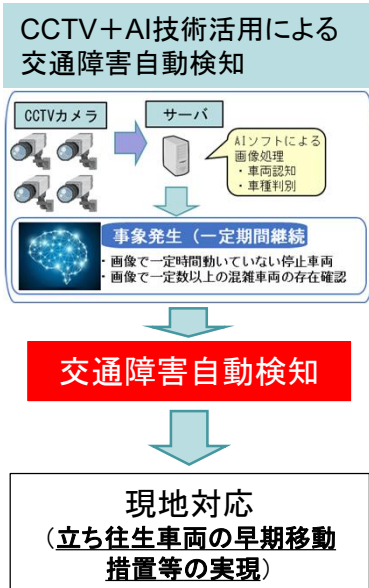 CCTV＋AI技術活用による
交通障害自動検知
CCTVカメラ
サーバ
AIソフトによる
画像処理
・車両認知
・車種判別
事象発生（一定期間継続
・画像で一定時間動いていない停止車両
・画像で一定数以上の混雑車両の存在確認
交通障害自動検知
現地対応
（立ち往生車両の早期移動
措置等の実現）